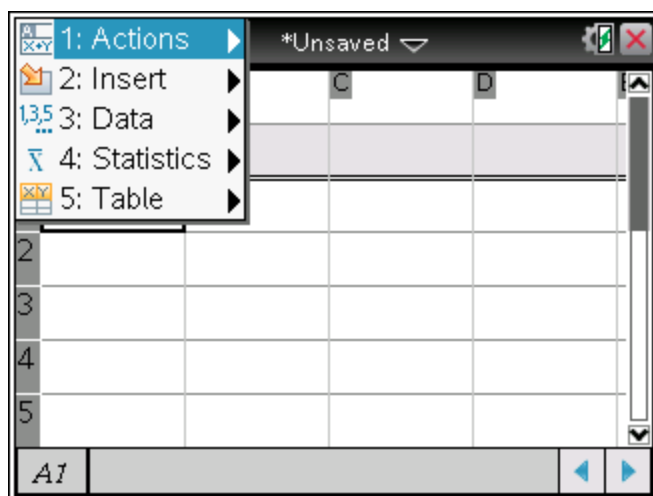 1: Actions
*Unsaved
2: Insert
C D E
1,3,5 3: Data
x̄ 4: Statistics
5: Table
2
3
4
5
A1